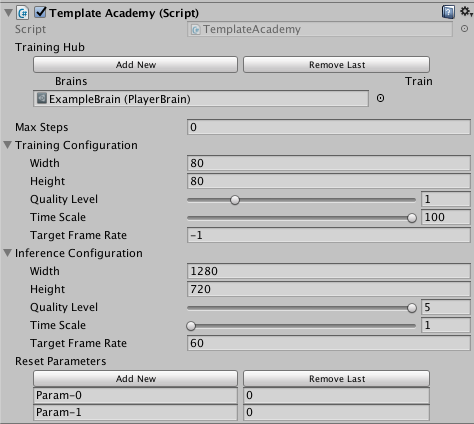 Template Academy (Script)
Script TemplateAcademy
Training Hub
Add New Remove Last
Brains Train
ExampleBrain (PlayerBrain)
Max Steps 0
Training Configuration
Width 80
Height 80
Quality Level 1
Time Scale 100
Target Frame Rate -1
Inference Configuration
Width 1280
Height 720
Quality Level 5
Time Scale 1
Target Frame Rate 60
Reset Parameters
Add New Remove Last
Param-0 0
Param-1 0